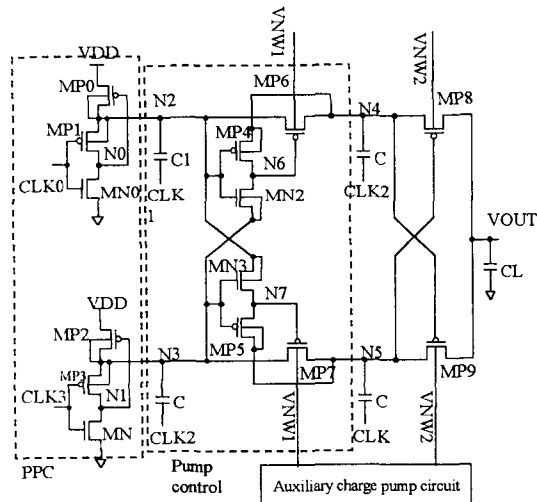 VDD
MP0
MP1
N0
CLK0
MN0
N2
C1
CLK
1
MP4
N6
MN2
MP6
VNW1
N4
C
CLK2
VNW2
MP8
VOUT
CL
MN3
N7
MP5
VDD
MP2
MP3
N1
CLK3
MN
N3
C
CLK2
MP7
VNW1
N5
C
CLK
VNW2
MP9
PPC
Pump
control
Auxiliary charge pump circuit